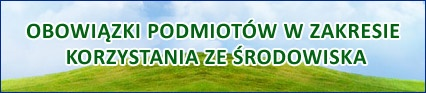 OBOWIĄZKI PODMIOTÓW W ZAKRESIE
KORZYSTANIA ZE ŚRODOWISKA